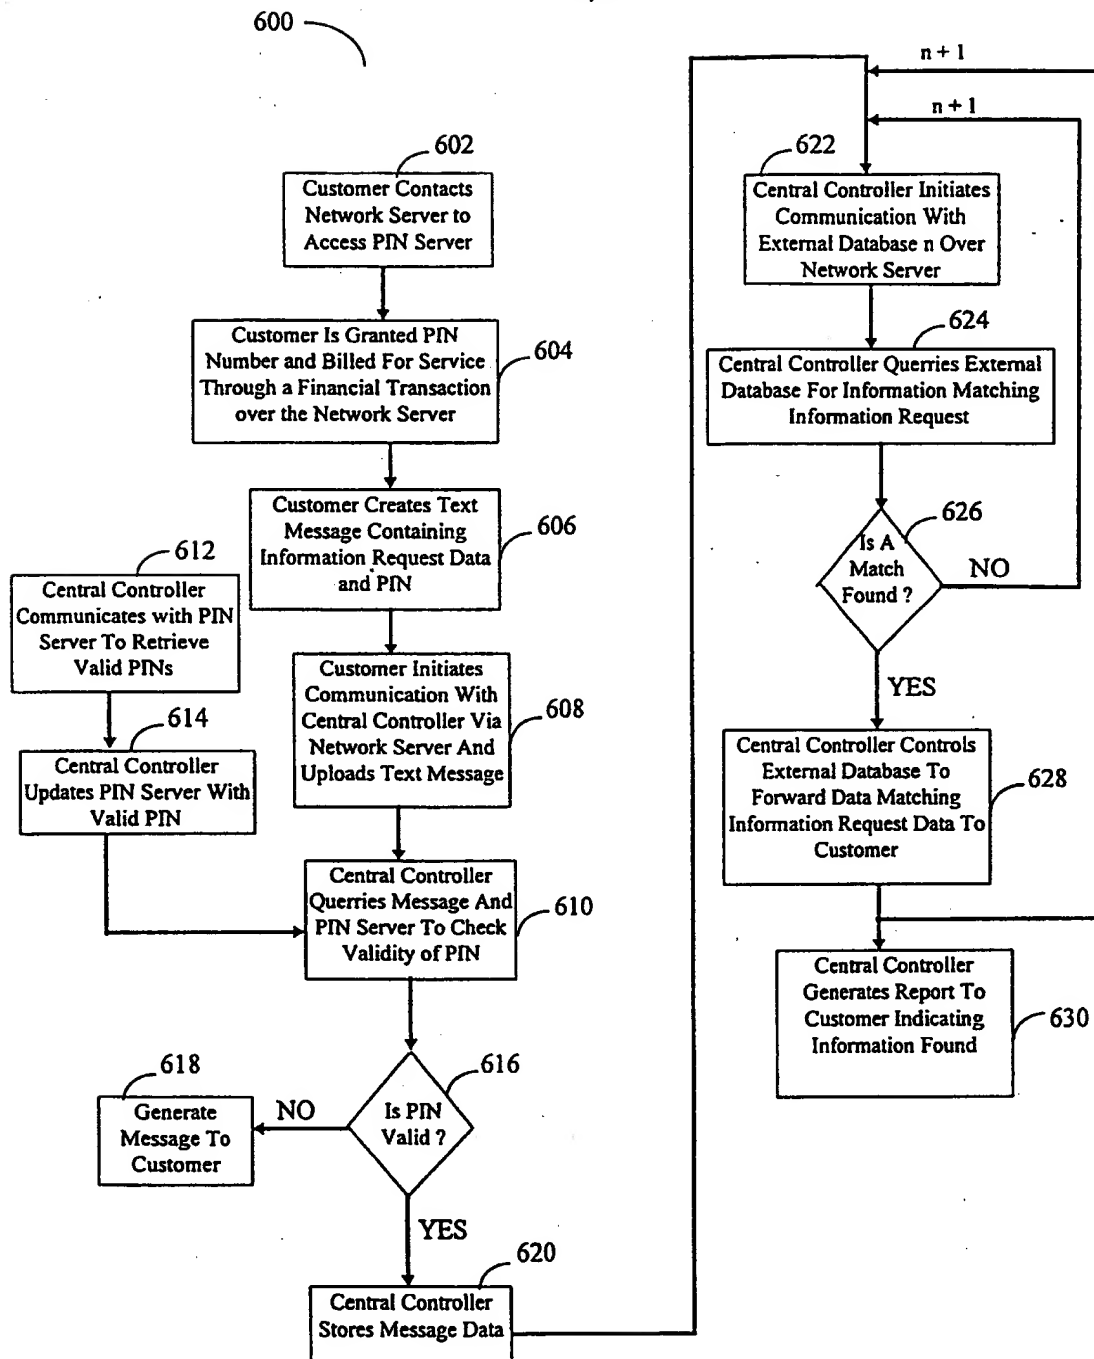 600
602
Customer Contacts
Network Server to
Access PIN Server
Customer Is Granted PIN
Number and Billed For Service
Through a Financial Transaction
over the Network Server
604
Customer Creates Text
Message Containing
Information Request Data
and PIN
606
612
Central Controller
Communicates with PIN
Server To Retrieve
Valid PINs
Customer Initiates
Communication With
Central Controller Via
Network Server And
Uploads Text Message
608
614
Central Controller
Updates PIN Server With
Valid PIN
Central Controller
Querries Message And
PIN Server To Check
Validity of PIN
610
616
Is PIN
Valid ?
NO
618
Generate
Message To
Customer
YES
620
Central Controller
Stores Message Data
n + 1
n + 1
622
Central Controller Initiates
Communication With
External Database n Over
Network Server
624
Central Controller Querries External
Database For Information Matching
Information Request
626
Is A
Match
Found ?
NO
YES
Central Controller Controls
External Database To
Forward Data Matching
Information Request Data To
Customer
628
Central Controller
Generates Report To
Customer Indicating
Information Found
630